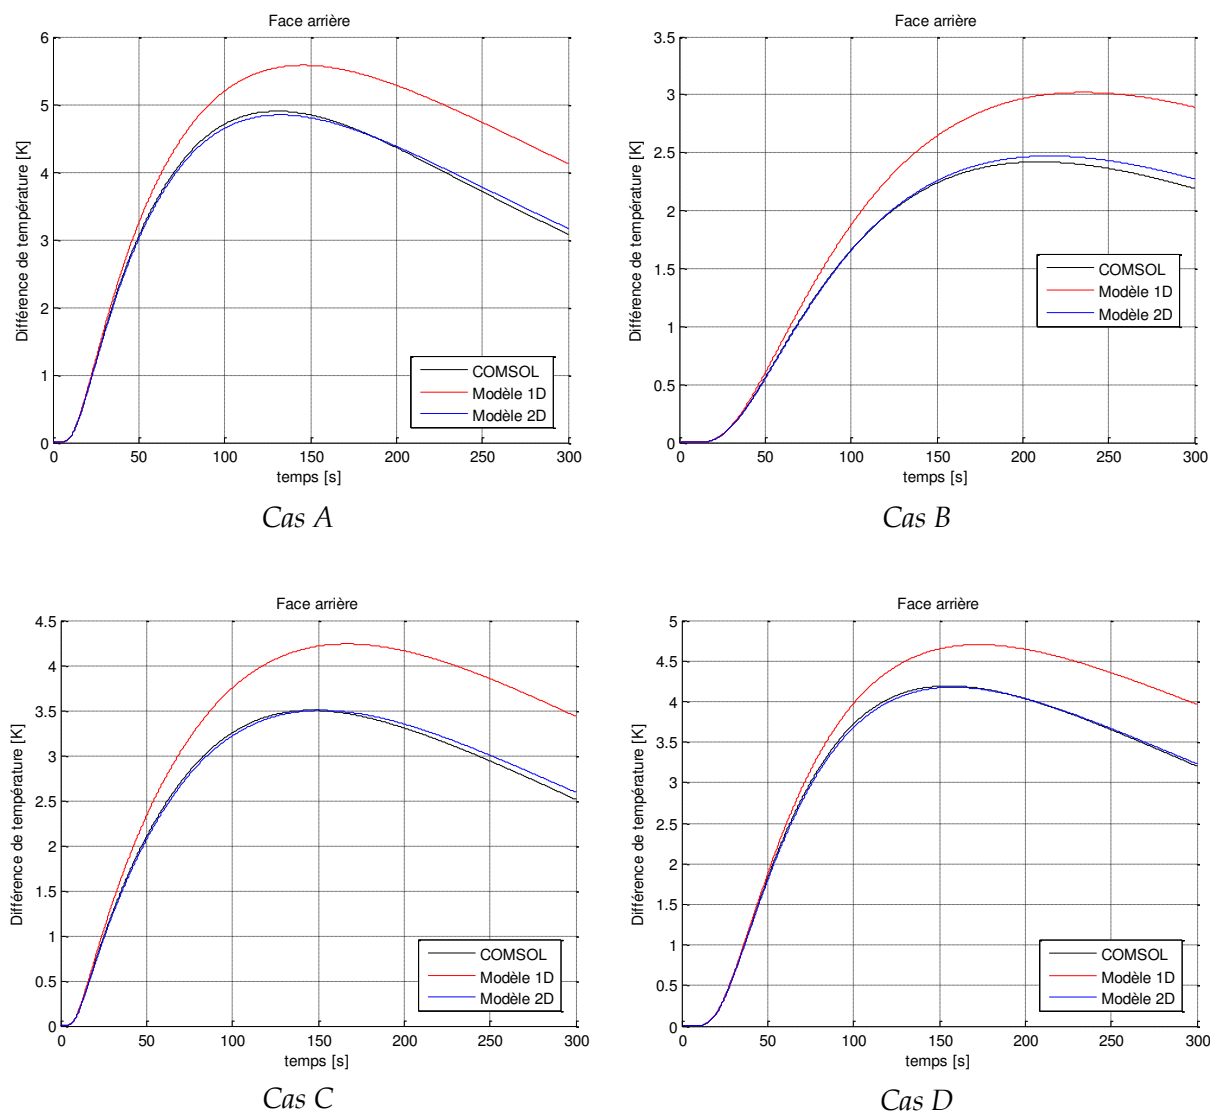 Face arrière
6
5
4
3
2
1
0
0 50 100 150 200 250 300
Différence de température [K]
temps [s]
COMSOL
Modèle 1D
Modèle 2D
Cas A
Face arrière
3.5
3
2.5
2
1.5
1
0.5
0
0 50 100 150 200 250 300
Différence de température [K]
temps [s]
COMSOL
Modèle 1D
Modèle 2D
Cas B
Face arrière
4.5
4
3.5
3
2.5
2
1.5
1
0.5
0
0 50 100 150 200 250 300
Différence de température [K]
temps [s]
COMSOL
Modèle 1D
Modèle 2D
Cas C
Face arrière
5
4.5
4
3.5
3
2.5
2
1.5
1
0.5
0
0 50 100 150 200 250 300
Différence de température [K]
temps [s]
COMSOL
Modèle 1D
Modèle 2D
Cas D